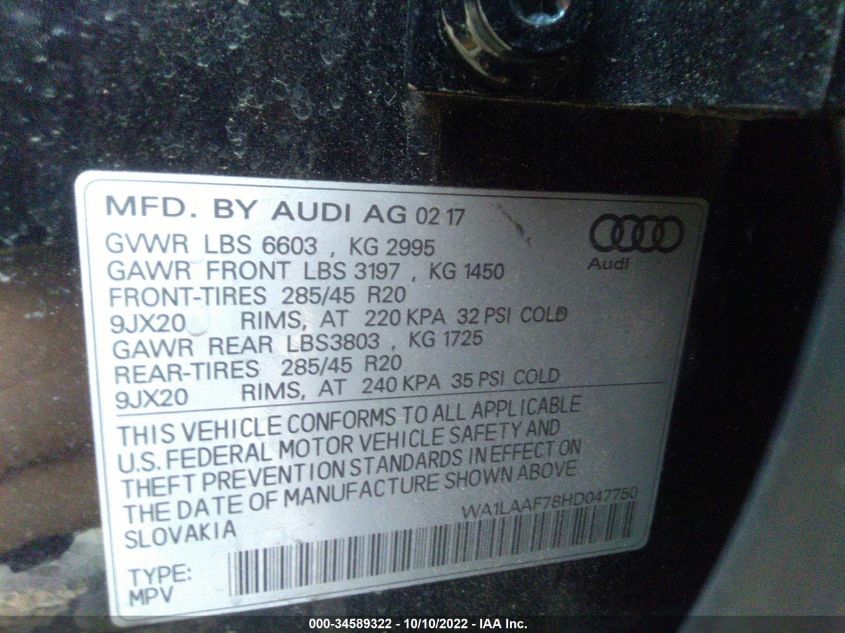 MFD. BY AUDI AG 02 17
GVWR LBS 6603 , KG 2995
GAWR FRONT LBS 3197 , KG 1450
FRONT-TIRES 285/45 R20
9JX20 RIMS, AT 220 KPA 32 PSI COLD
GAWR REAR LBS3803 , KG 1725
REAR-TIRES 285/45 R20
9JX20 RIMS, AT 240 KPA 35 PSI COLD
Audi
THIS VEHICLE CONFORMS TO ALL APPLICABLE
U.S. FEDERAL MOTOR VEHICLE SAFETY AND
THEFT PREVENTION STANDARDS IN EFFECT ON
THE DATE OF MANUFACTURE SHOWN ABOVE
SLOVAKIA
WA1LAAF78HD047750
TYPE:
MPV
000-34589322 - 10/10/2022 - IAA Inc.